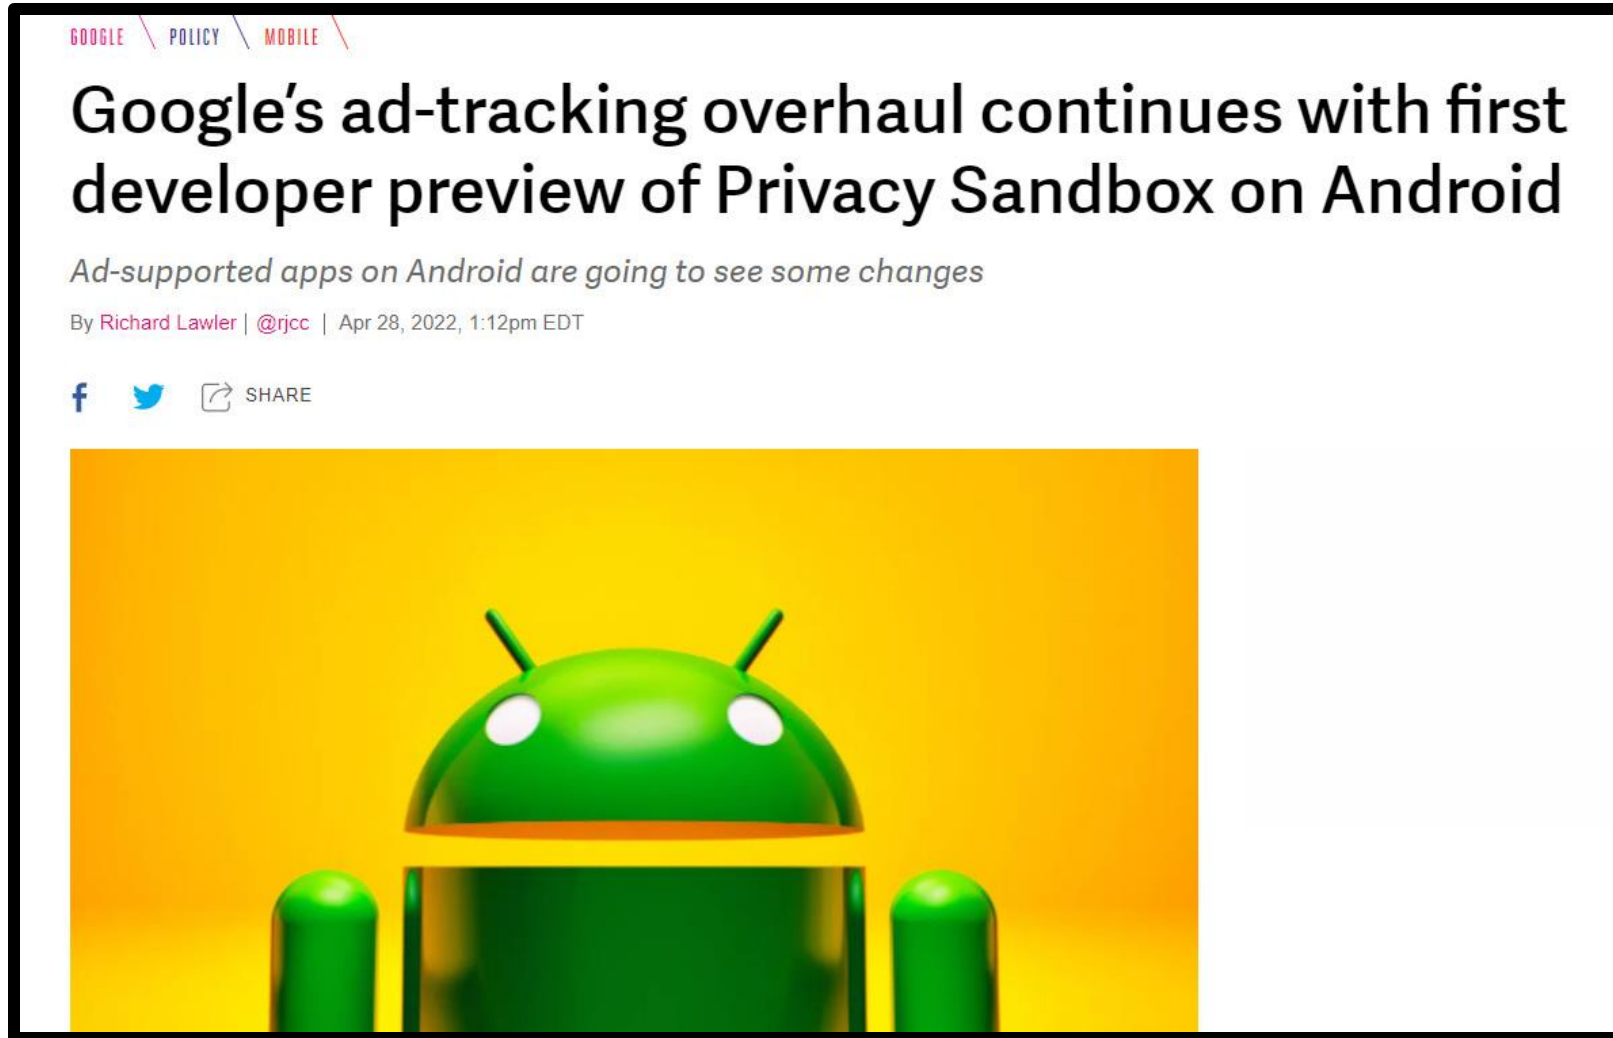 GOOGLE \ POLICY \ MOBILE \
Google’s ad-tracking overhaul continues with first
developer preview of Privacy Sandbox on Android
Ad-supported apps on Android are going to see some changes
By Richard Lawler | @rjcc | Apr 28, 2022, 1:12pm EDT
f SHARE